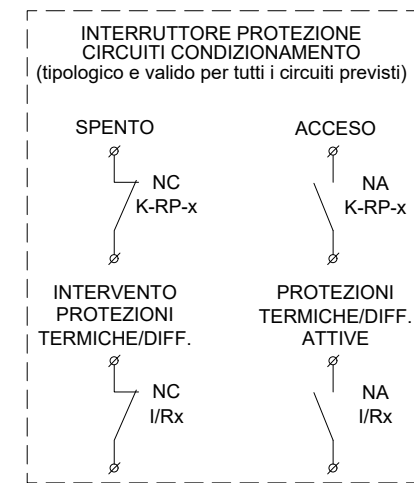 INTERRUTTORE PROTEZIONE
CIRCUITI CONDIZIONAMENTO
(tipologico e valido per tutti i circuiti previsti)
SPENTO
NC
K-RP-x
ACCESO
NA
K-RP-x
INTERVENTO
PROTEZIONI
TERMICHE/DIFF.
NC
I/Rx
PROTEZIONI
TERMICHE/DIFF.
ATTIVE
NA
I/Rx